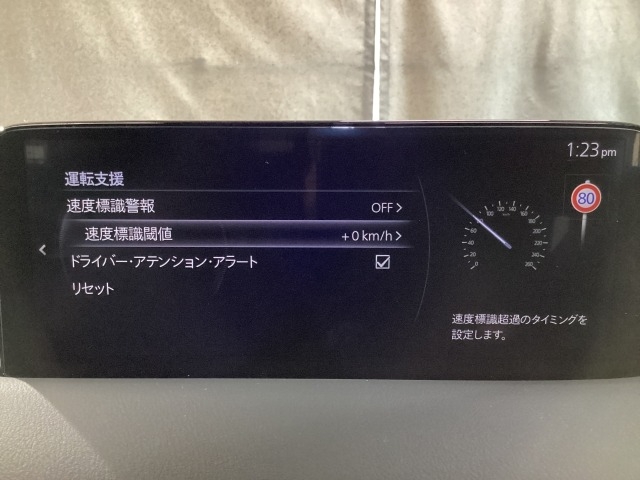 1:23 pm
運転支援
速度標識警報 OFF
速度標識閾値 +0 km/h
ドライバー・アテンション・アラート
リセット
80
速度標識超過のタイミングを
設定します。